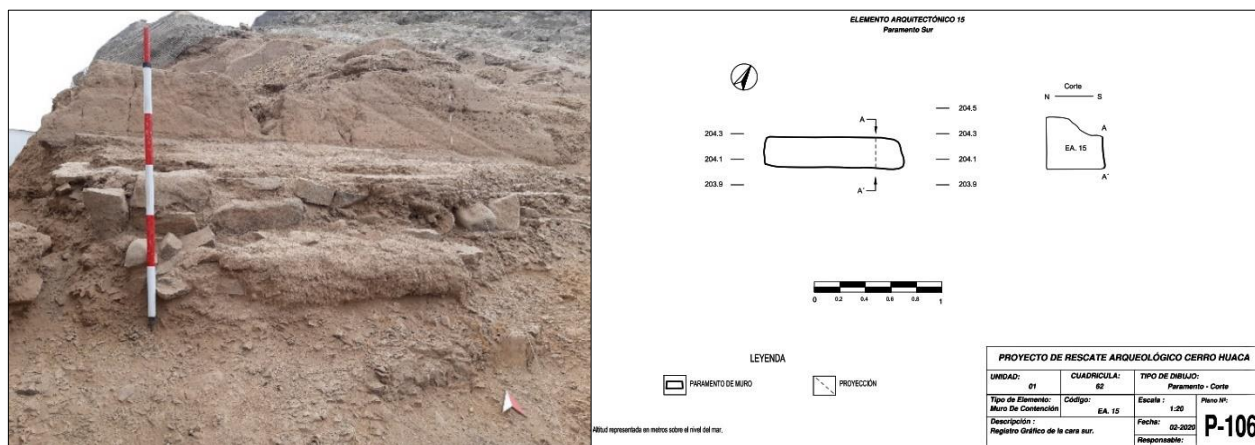 ELEMENTO ARQUITECTÓNICO 15
Paramento Sur
Corte
N S
204.5
204.3
204.1
203.9
204.3
204.1
203.9
A
A'
A
EA. 15
A'
0 0.2 0.4 0.6 0.8 1
LEYENDA
PARAMENTO DE MURO
PROYECCIÓN
Altitud representada en metros sobre el nivel del mar.
PROYECTO DE RESCATE ARQUEOLÓGICO CERRO HUACA
UNIDAD: 01
CUADRICULA: 62
TIPO DE DIBUJO: Paramento - Corte
Tipo de Elemento: Muro De Contención
Código: EA. 15
Escala : 1:20
Plano Nº: P-106
Descripción : Registro Gráfico de la cara sur.
Fecha: 02-2020
Responsable: